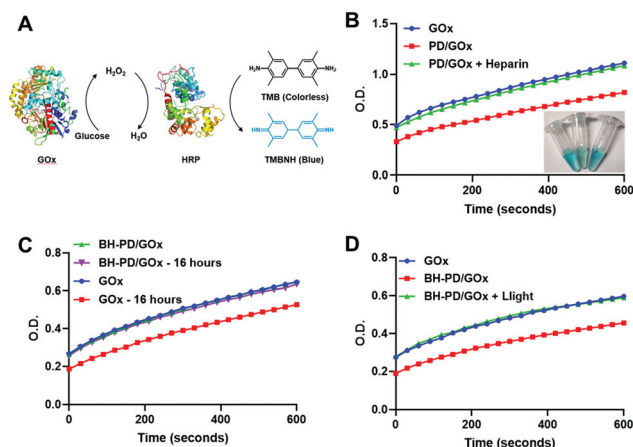 A
H₂O₂
H₂N
NH₂
TMB (Colorless)
Glucose
H₂O
HN
NH
GOx
HRP
TMBNH (Blue)
B
GOx
PD/GOx
PD/GOx + Heparin
O.D.
1.5
1.0
0.5
0.0
0
200
400
600
Time (seconds)
C
BH-PD/GOx
BH-PD/GOx - 16 hours
GOx
GOx - 16 hours
O.D.
0.8
0.6
0.4
0.2
0.0
0
200
400
600
Time (seconds)
D
GOx
BH-PD/GOx
BH-PD/GOx + Llight
O.D.
0.8
0.6
0.4
0.2
0.0
0
200
400
600
Time (seconds)